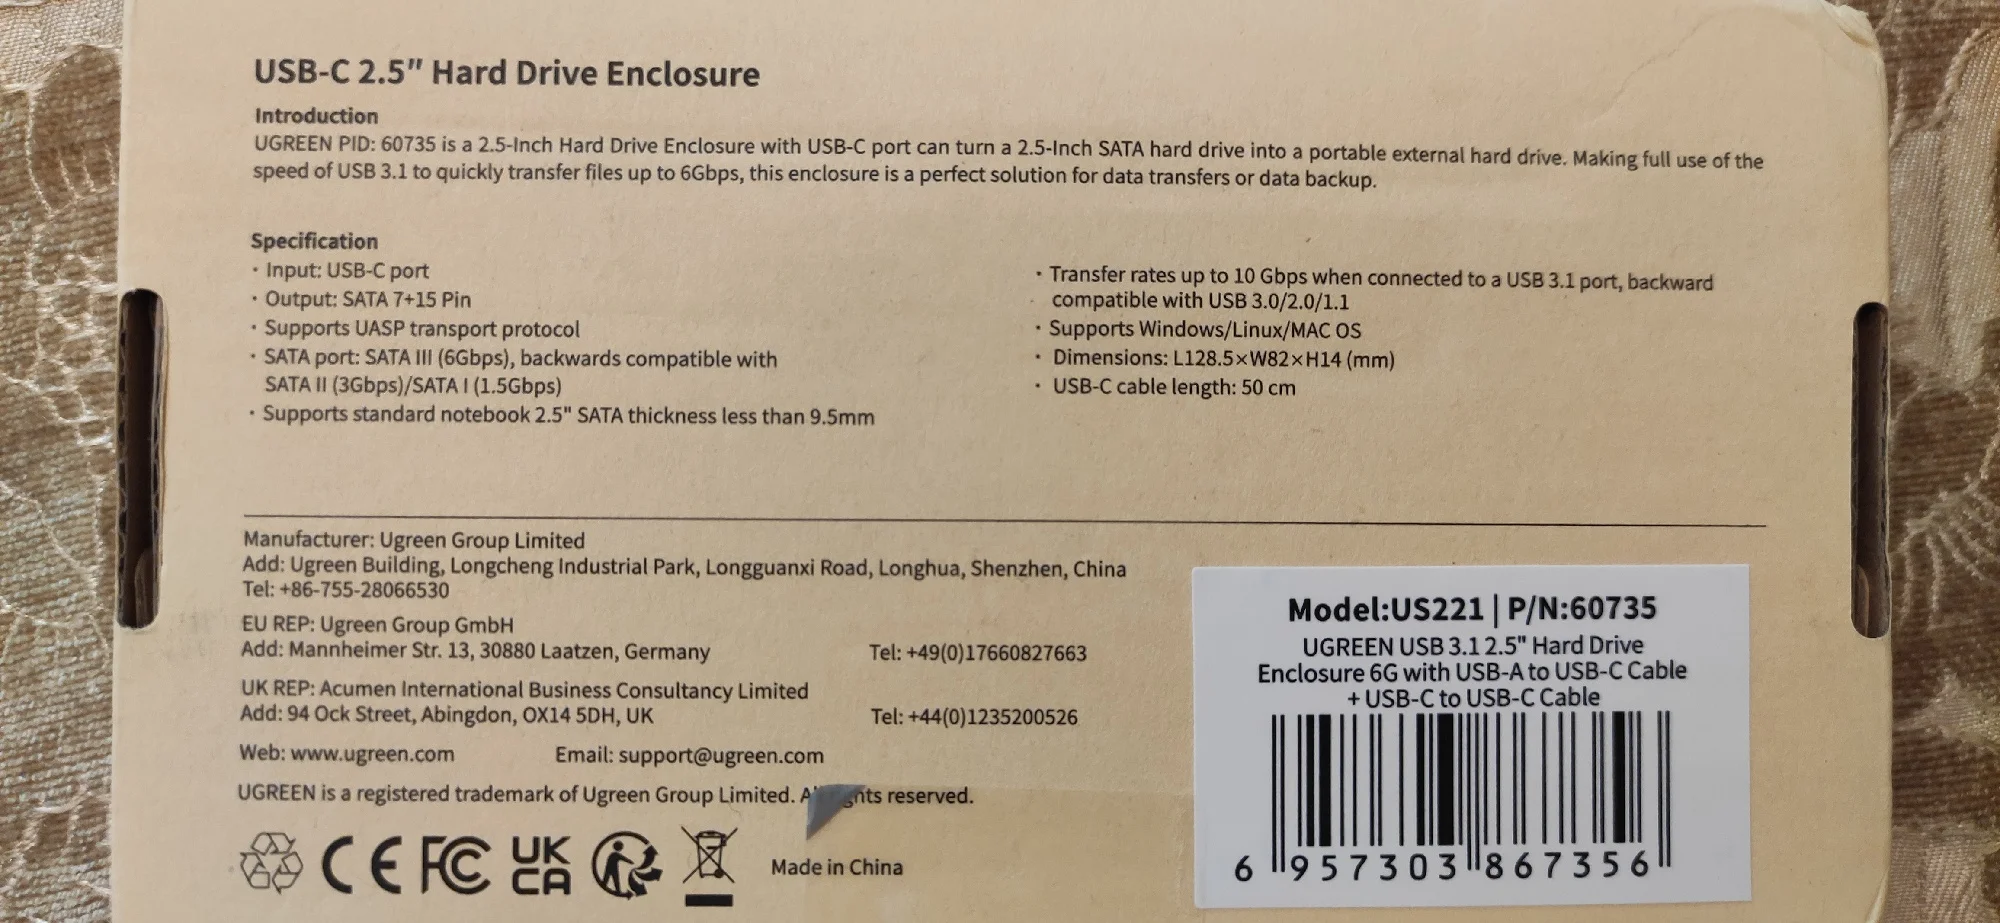 USB-C 2.5" Hard Drive Enclosure
Introduction
UGREEN PID: 60735 is a 2.5-Inch Hard Drive Enclosure with USB-C port can turn a 2.5-Inch SATA hard drive into a portable external hard drive. Making full use of the
speed of USB 3.1 to quickly transfer files up to 6Gbps, this enclosure is a perfect solution for data transfers or data backup.
Specification
· Input: USB-C port
· Output: SATA 7+15 Pin
· Supports UASP transport protocol
· SATA port: SATA III (6Gbps), backwards compatible with
SATA II (3Gbps)/SATA I (1.5Gbps)
· Supports standard notebook 2.5" SATA thickness less than 9.5mm
· Transfer rates up to 10 Gbps when connected to a USB 3.1 port, backward
compatible with USB 3.0/2.0/1.1
· Supports Windows/Linux/MAC OS
· Dimensions: L128.5×W82×H14 (mm)
· USB-C cable length: 50 cm
Manufacturer: Ugreen Group Limited
Add: Ugreen Building, Longcheng Industrial Park, Longguanxi Road, Longhua, Shenzhen, China
Tel: +86-755-28066530
EU REP: Ugreen Group GmbH
Add: Mannheimer Str. 13, 30880 Laatzen, Germany Tel: +49(0)17660827663
UK REP: Acumen International Business Consultancy Limited
Add: 94 Ock Street, Abingdon, OX14 5DH, UK Tel: +44(0)1235200526
Web: www.ugreen.com Email: support@ugreen.com
UGREEN is a registered trademark of Ugreen Group Limited. reserved.
CE FC UK
CA
Made in China
Model:US221 | P/N:60735
UGREEN USB 3.1 2.5" Hard Drive
Enclosure 6G with USB-A to USB-C Cable
+ USB-C to USB-C Cable
6 957303 867356